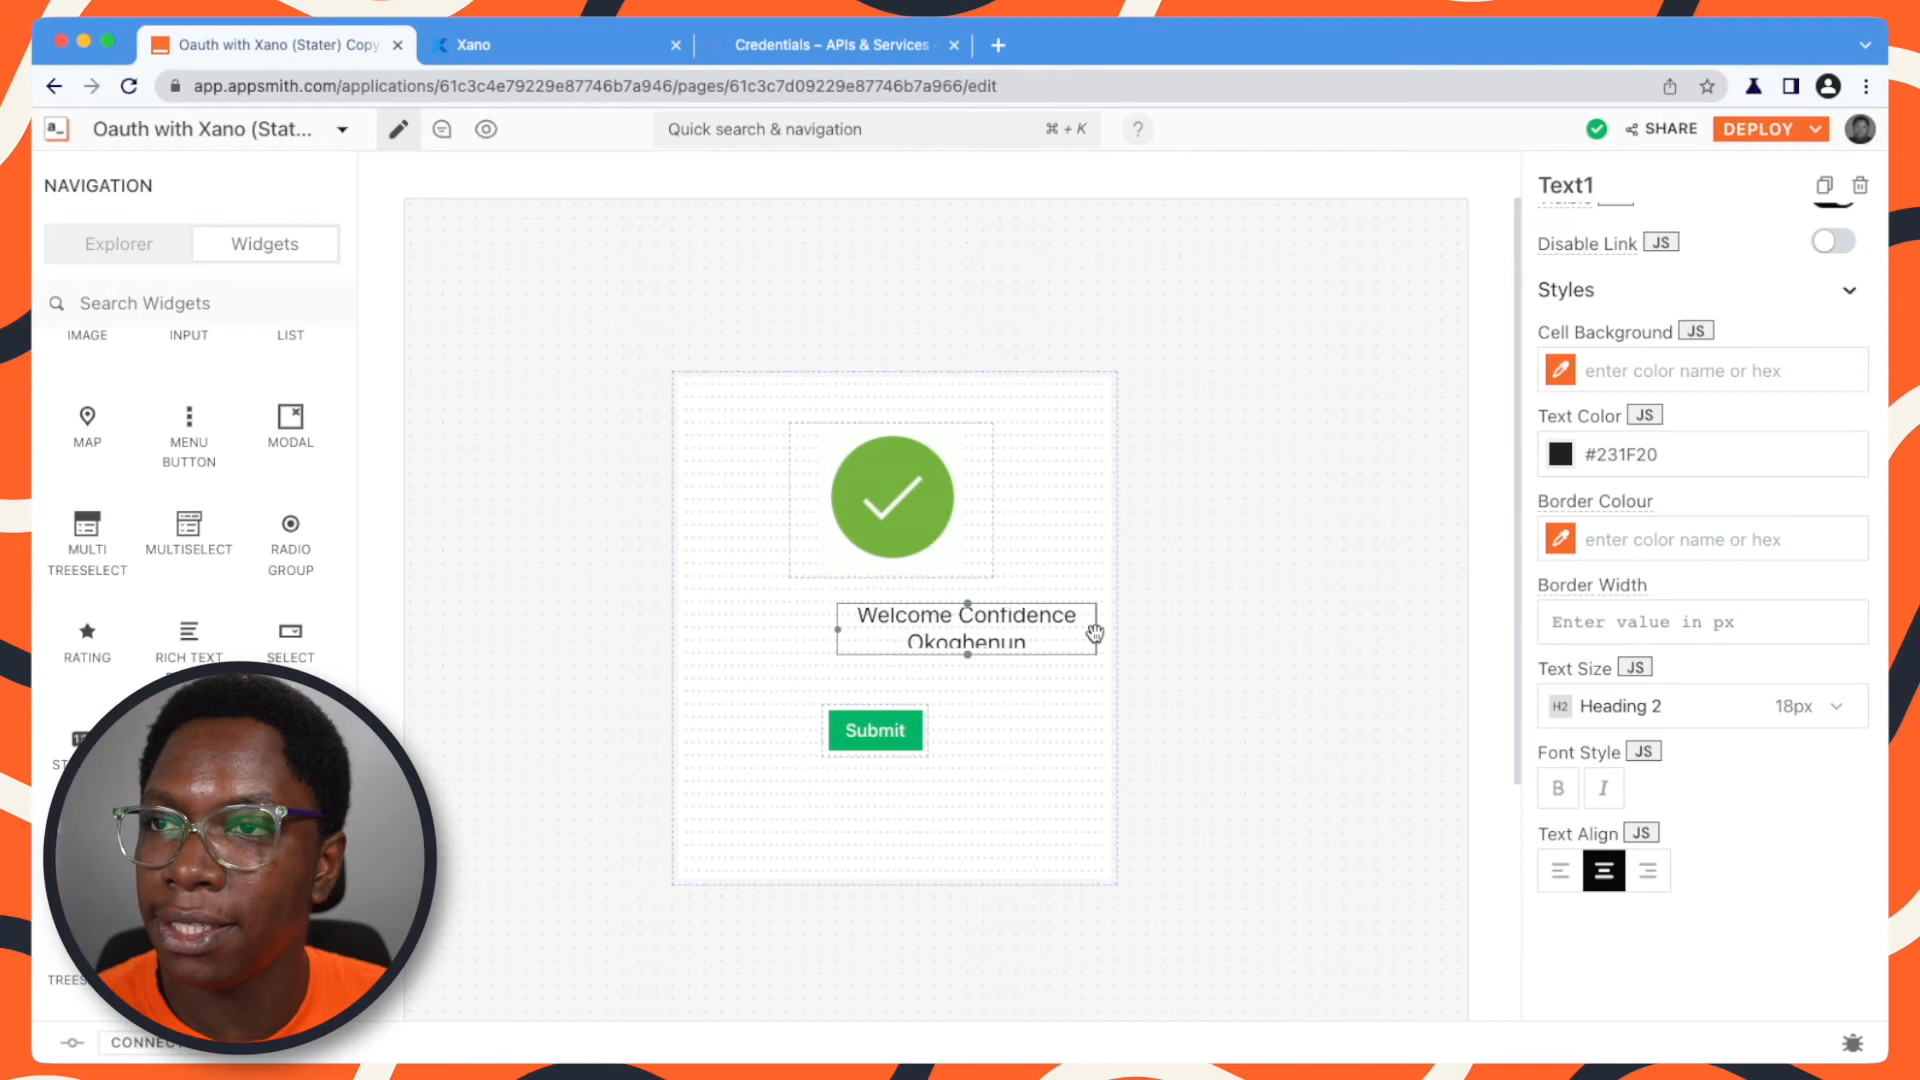 Oauth with Xano (Stater) Copy
Xano
Credentials – APIs & Services
app.appsmith.com/applications/61c3c4e79229e87746b7a946/pages/61c3c7d09229e87746b7a966/edit
a_
Oauth with Xano (Stat...
Quick search & navigation
⌘ + K
?
SHARE
DEPLOY
NAVIGATION
Explorer
Widgets
Search Widgets
IMAGE
INPUT
LIST
MAP
MENU
BUTTON
MODAL
MULTI
TREESELECT
MULTISELECT
RADIO
GROUP
RATING
RICH TEXT
SELECT
Welcome Confidence
Okoghenun
Submit
Text1
Visible
Disable Link JS
Styles
Cell Background JS
enter color name or hex
Text Color JS
#231F20
Border Colour
enter color name or hex
Border Width
Enter value in px
Text Size JS
H2 Heading 2 18px
Font Style JS
B I
Text Align JS